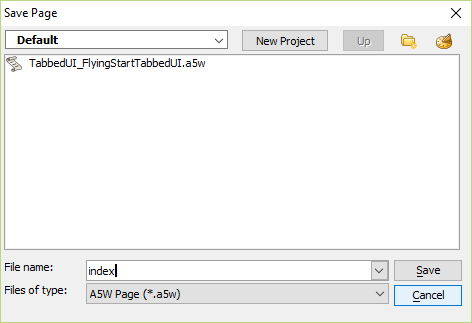 Save Page
Default
New Project
Up
TabbedUI_FlyingStartTabbedUI.a5w
File name:
index
Save
Files of type:
A5W Page (*.a5w)
Cancel